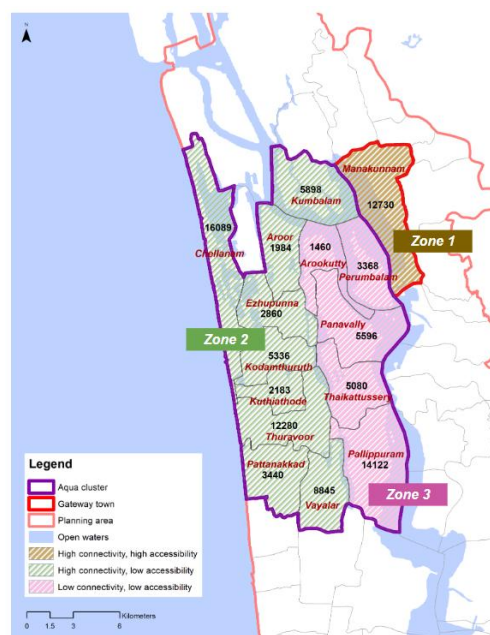 N
Manakunnam
12730
5898
Kumbalam
Zone 1
16089
Chellanam
Aroor
1984
1460
Arookutty
3368
Perumbalam
Ezhupunna
2860
Panavally
5596
Zone 2
5336
Kodamthuruth
2183
Kuthiathode
5080
Thaikattussery
12280
Thuravoor
Pattanakkad
3440
Pallippuram
14122
8845
Vayalar
Zone 3
Legend
Aqua cluster
Gateway town
Planning area
Open waters
High connectivity, high accessibility
High connectivity, low accessibility
Low connectivity, low accessibility
Kilometers
0 1.5 3 6